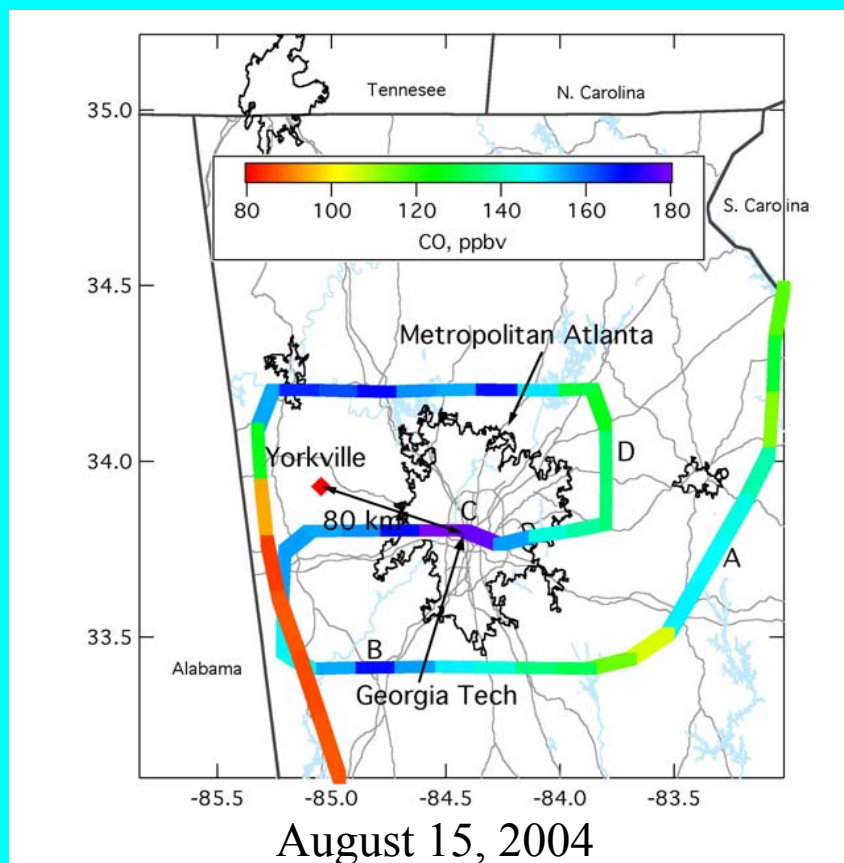 Tennesee
N. Carolina
35.0
S. Carolina
80 100 120 140 160 180
CO, ppbv
34.5
Metropolitan Atlanta
D
Yorkville
34.0
C
80 km
A
33.5
B
Alabama
Georgia Tech
-85.5 -85.0 -84.5 -84.0 -83.5
August 15, 2004